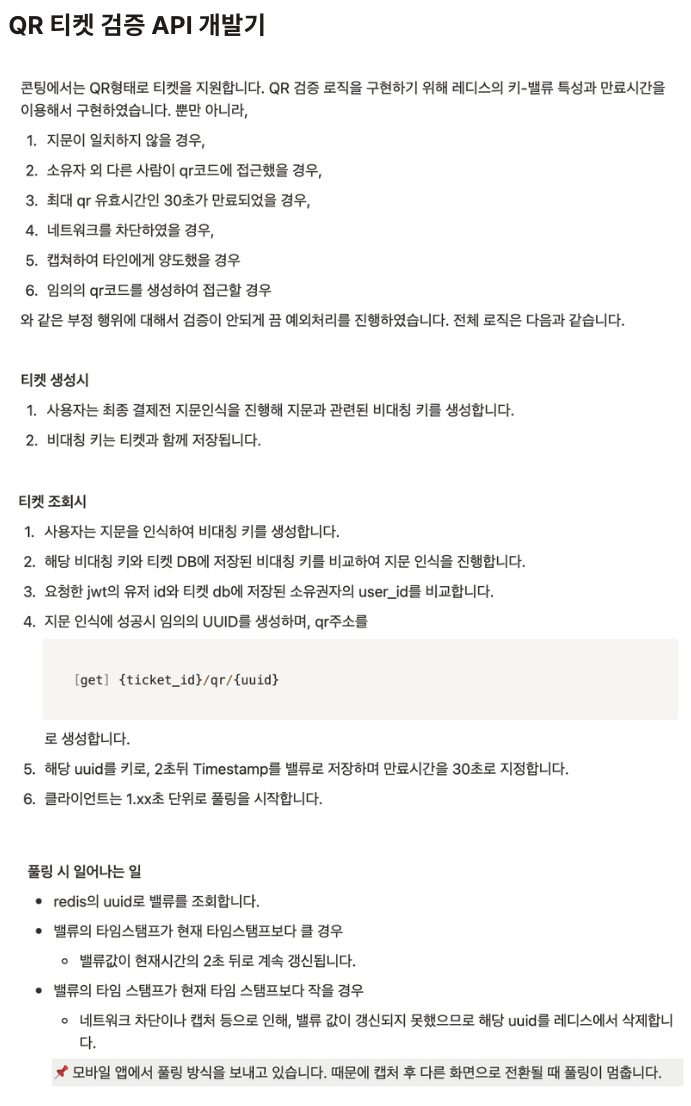 QR 티켓 검증 API 개발기
콘팅에서는 QR형태로 티켓을 지원합니다. QR 검증 로직을 구현하기 위해 레디스의 키-밸류 특성과 만료시간을
이용해서 구현하였습니다. 뿐만 아니라,
1. 지문이 일치하지 않을 경우,
2. 소유자 외 다른 사람이 qr코드에 접근했을 경우,
3. 최대 qr 유효시간인 30초가 만료되었을 경우,
4. 네트워크를 차단하였을 경우,
5. 캡쳐하여 타인에게 양도했을 경우
6. 임의의 qr코드를 생성하여 접근할 경우
와 같은 부정 행위에 대해서 검증이 안되게 끔 예외처리를 진행하였습니다. 전체 로직은 다음과 같습니다.
티켓 생성시
1. 사용자는 최종 결제전 지문인식을 진행해 지문과 관련된 비대칭 키를 생성합니다.
2. 비대칭 키는 티켓과 함께 저장됩니다.
티켓 조회시
1. 사용자는 지문을 인식하여 비대칭 키를 생성합니다.
2. 해당 비대칭 키와 티켓 DB에 저장된 비대칭 키를 비교하여 지문 인식을 진행합니다.
3. 요청한 jwt의 유저 id와 티켓 db에 저장된 소유권자의 user_id를 비교합니다.
4. 지문 인식에 성공시 임의의 UUID를 생성하며, qr주소를
[get] {ticket_id}/qr/{uuid}
로 생성합니다.
5. 해당 uuid를 키로, 2초뒤 Timestamp를 밸류로 저장하며 만료시간을 30초로 지정합니다.
6. 클라이언트는 1.xx초 단위로 풀링을 시작합니다.
풀링 시 일어나는 일
• redis의 uuid로 밸류를 조회합니다.
• 밸류의 타임스탬프가 현재 타임스탬프보다 클 경우
◦ 밸류값이 현재시간의 2초 뒤로 계속 갱신됩니다.
• 밸류의 타임 스탬프가 현재 타임 스탬프보다 작을 경우
◦ 네트워크 차단이나 캡처 등으로 인해, 밸류 값이 갱신되지 못했으므로 해당 uuid를 레디스에서 삭제합니
다.
📌 모바일 앱에서 풀링 방식을 보내고 있습니다. 때문에 캡처 후 다른 화면으로 전환될 때 풀링이 멈춥니다.